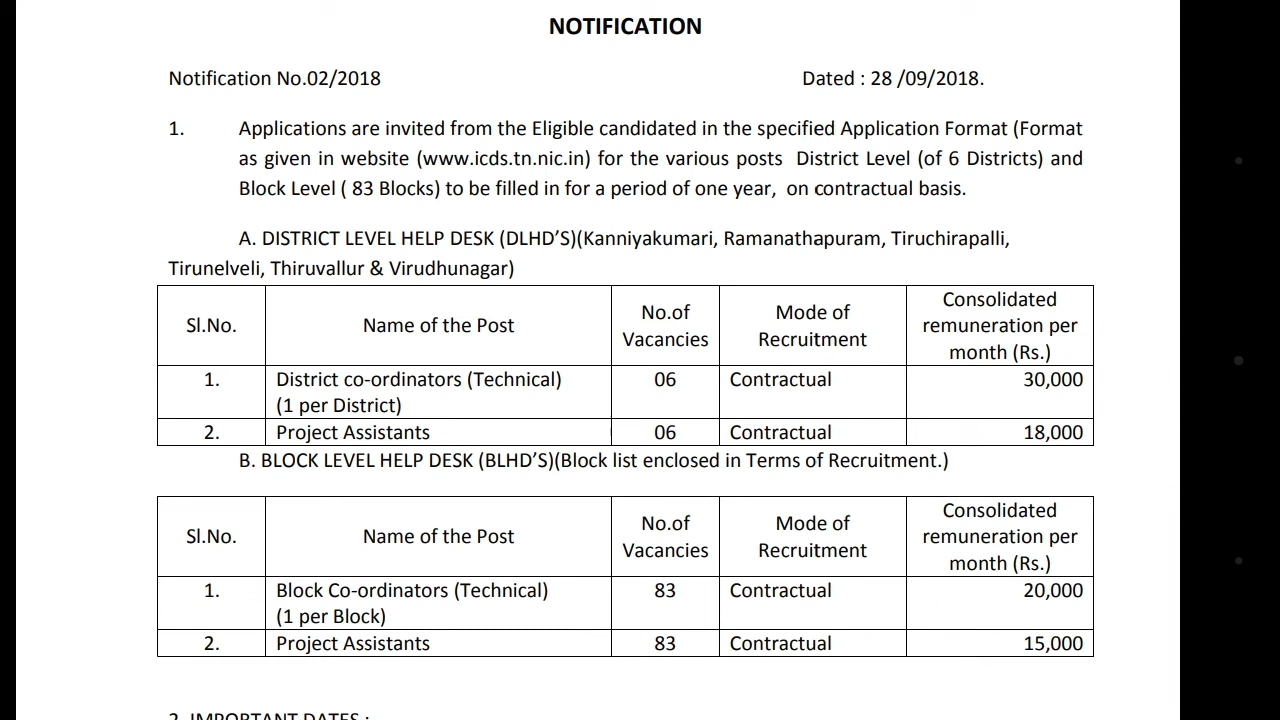 NOTIFICATION
Notification No.02/2018 Dated : 28 /09/2018.
1. Applications are invited from the Eligible candidated in the specified Application Format (Format
as given in website (www.icds.tn.nic.in) for the various posts District Level (of 6 Districts) and
Block Level ( 83 Blocks) to be filled in for a period of one year, on contractual basis.
A. DISTRICT LEVEL HELP DESK (DLHD'S)(Kanniyakumari, Ramanathapuram, Tiruchirapalli,
Tirunelveli, Thiruvallur & Virudhunagar)
Sl.No. Name of the Post No.of Vacancies Mode of Recruitment Consolidated remuneration per month (Rs.)
1. District co-ordinators (Technical) 06 Contractual 30,000
(1 per District)
2. Project Assistants 06 Contractual 18,000
B. BLOCK LEVEL HELP DESK (BLHD'S)(Block list enclosed in Terms of Recruitment.)
Sl.No. Name of the Post No.of Vacancies Mode of Recruitment Consolidated remuneration per month (Rs.)
1. Block Co-ordinators (Technical) 83 Contractual 20,000
(1 per Block)
2. Project Assistants 83 Contractual 15,000
2. IMPORTANT DATES :